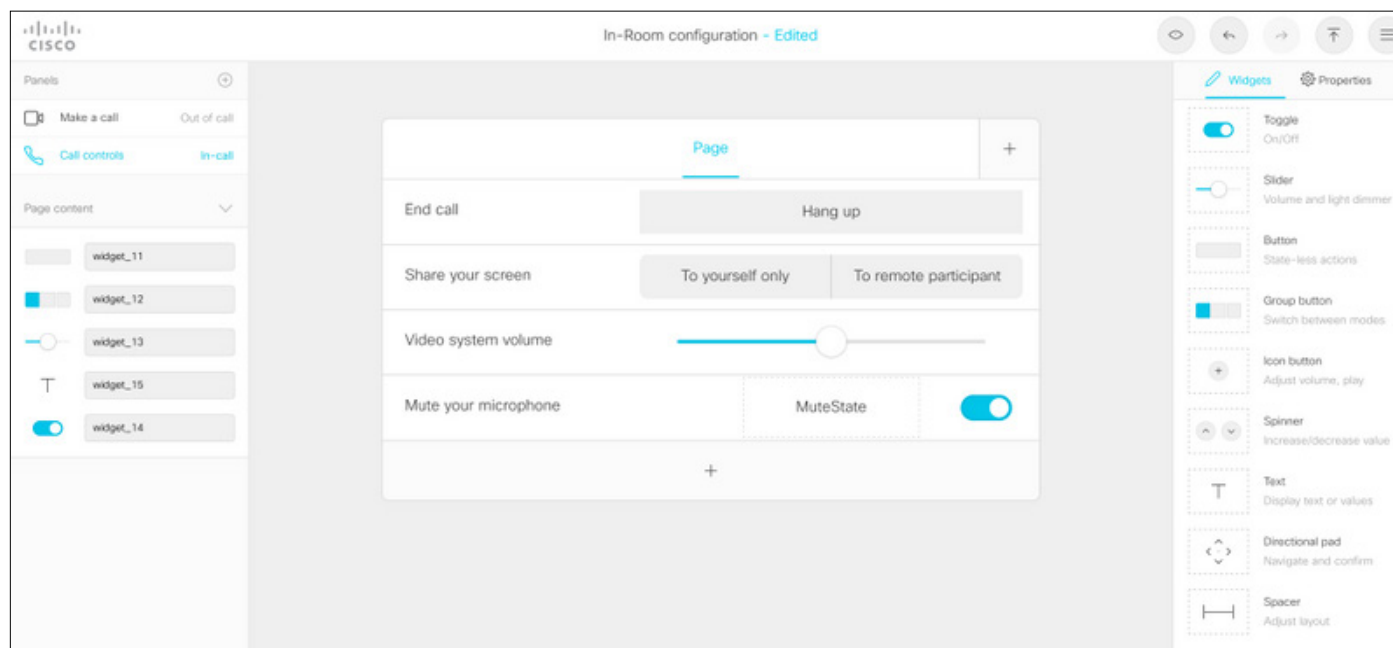 CISCO
In-Room configuration - Edited
Panels
Make a call Out of call
Call controls In-call
Page content
widget_11
widget_12
widget_13
widget_15
widget_14
Page
End call Hang up
Share your screen To yourself only To remote participant
Video system volume
Mute your microphone MuteState
Widgets Properties
Toggle
On/Off
Slider
Volume and light dimmer
Button
State-less actions
Group button
Switch between modes
Icon button
Adjust volume, play
Spinner
Increase/decrease value
Text
Display text or values
Directional pad
Navigate and confirm
Spacer
Adjust layout